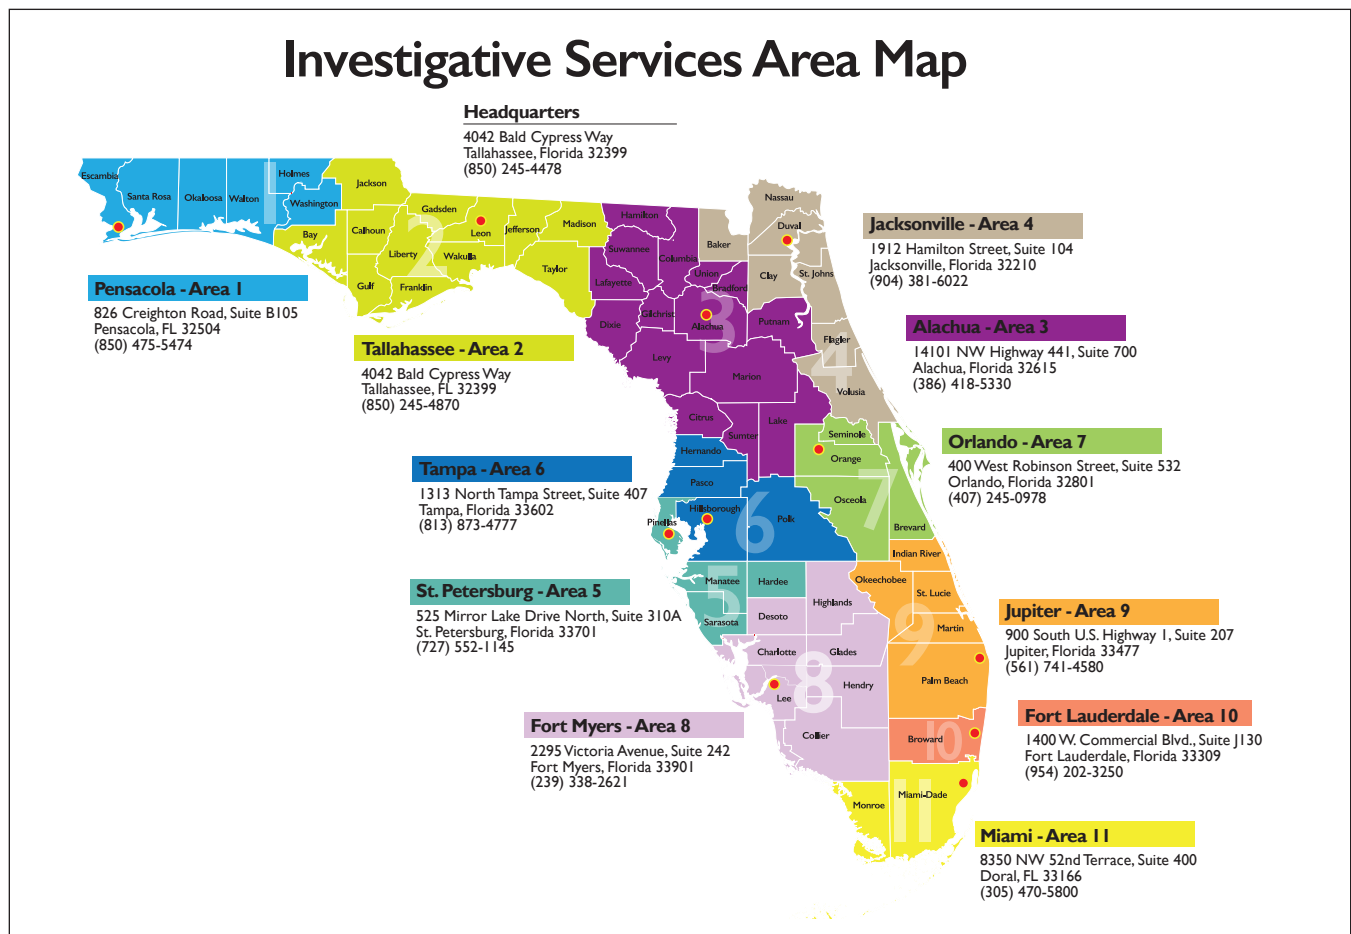 Investigative Services Area Map
Headquarters
4042 Bald Cypress Way
Tallahassee, Florida 32399
(850) 245-4478
Escambia
Santa Rosa
Okaloosa
Walton
Holmes
Washington
1
Jackson
Bay
Calhoun
Gulf
Liberty
Gadsden
Franklin
Leon
Wakulla
Jefferson
Madison
Taylor
2
Hamilton
Suwannee
Columbia
Lafayette
Union
Bradford
Dixie
Gilchrist
Alachua
Putnam
Levy
Marion
Citrus
Sumter
Lake
3
Nassau
Baker
Duval
Clay
St. Johns
Flagler
Volusia
4
Hernando
Pasco
Hillsborough
Polk
6
Pinellas
Manatee
Hardee
Sarasota
5
Seminole
Orange
Osceola
Brevard
7
Desoto
Highlands
Charlotte
Glades
Lee
Hendry
Collier
8
Indian River
Okeechobee
St. Lucie
Martin
Palm Beach
9
Broward
10
Monroe
Miami-Dade
11
Pensacola - Area 1
826 Creighton Road, Suite B105
Pensacola, FL 32504
(850) 475-5474
Tallahassee - Area 2
4042 Bald Cypress Way
Tallahassee, FL 32399
(850) 245-4870
Jacksonville - Area 4
1912 Hamilton Street, Suite 104
Jacksonville, Florida 32210
(904) 381-6022
Alachua - Area 3
14101 NW Highway 441, Suite 700
Alachua, Florida 32615
(386) 418-5330
Orlando - Area 7
400 West Robinson Street, Suite 532
Orlando, Florida 32801
(407) 245-0978
Tampa - Area 6
1313 North Tampa Street, Suite 407
Tampa, Florida 33602
(813) 873-4777
St. Petersburg - Area 5
525 Mirror Lake Drive North, Suite 310A
St. Petersburg, Florida 33701
(727) 552-1145
Jupiter - Area 9
900 South U.S. Highway 1, Suite 207
Jupiter, Florida 33477
(561) 741-4580
Fort Myers - Area 8
2295 Victoria Avenue, Suite 242
Fort Myers, Florida 33901
(239) 338-2621
Fort Lauderdale - Area 10
1400 W. Commercial Blvd., Suite J130
Fort Lauderdale, Florida 33309
(954) 202-3250
Miami - Area 11
8350 NW 52nd Terrace, Suite 400
Doral, FL 33166
(305) 470-5800